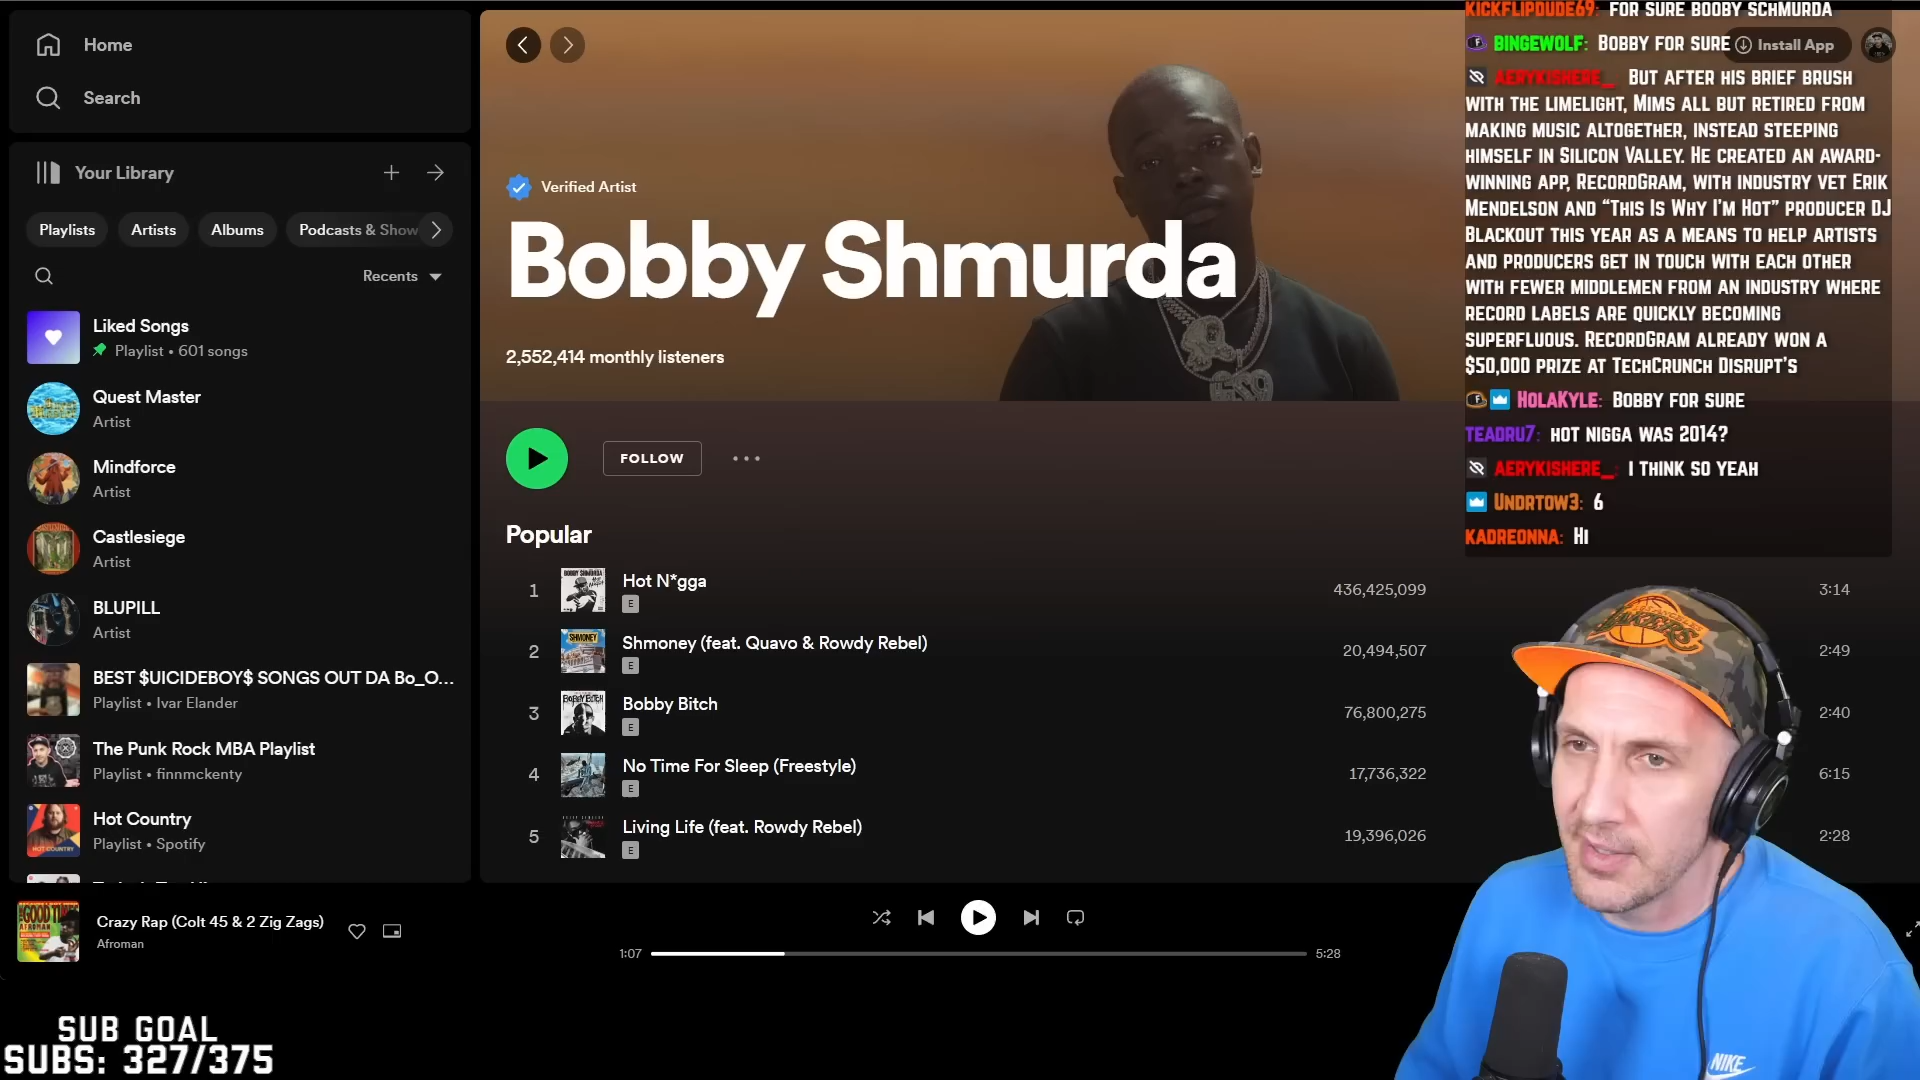 Home
Search
Your Library
Playlists
Artists
Albums
Podcasts & Show
Recents
Liked Songs
Playlist • 601 songs
Quest Master
Artist
Mindforce
Artist
Castlesiege
Artist
BLUPILL
Artist
BEST $UICIDEBOY$ SONGS OUT DA Bo_O...
Playlist • Ivar Elander
The Punk Rock MBA Playlist
Playlist • finnmckenty
Hot Country
Playlist • Spotify
Verified Artist
Bobby Shmurda
2,552,414 monthly listeners
Install App
FOLLOW
Popular
1
Hot N*gga
E
436,425,099
3:14
2
Shmoney (feat. Quavo & Rowdy Rebel)
E
20,494,507
2:49
3
Bobby Bitch
E
76,800,275
2:40
4
No Time For Sleep (Freestyle)
E
17,736,322
6:15
5
Living Life (feat. Rowdy Rebel)
E
19,396,026
2:28
KICKFLIPDUDE69: FOR SURE BOOBY SCHMURDA
BINGEWOLF: BOBBY FOR SURE
AERYKISHERE_: BUT AFTER HIS BRIEF BRUSH
WITH THE LIMELIGHT, MIMS ALL BUT RETIRED FROM
MAKING MUSIC ALTOGETHER, INSTEAD STEEPING
HIMSELF IN SILICON VALLEY. HE CREATED AN AWARD-
WINNING APP, RECORDGRAM, WITH INDUSTRY VET ERIK
MENDELSON AND “THIS IS WHY I'M HOT” PRODUCER DJ
BLACKOUT THIS YEAR AS A MEANS TO HELP ARTISTS
AND PRODUCERS GET IN TOUCH WITH EACH OTHER
WITH FEWER MIDDLEMEN FROM AN INDUSTRY WHERE
RECORD LABELS ARE QUICKLY BECOMING
SUPERFLUOUS. RECORDGRAM ALREADY WON A
$50,000 PRIZE AT TECHCRUNCH DISRUPT'S
HOLAKYLE: BOBBY FOR SURE
TEADRU7: HOT NIGGA WAS 2014?
AERYKISHERE_: I THINK SO YEAH
UNDRTOW3: 6
KADREONNA: HI
Crazy Rap (Colt 45 & 2 Zig Zags)
Afroman
1:07
5:28
SUB GOAL
SUBS: 327/375
NIKE